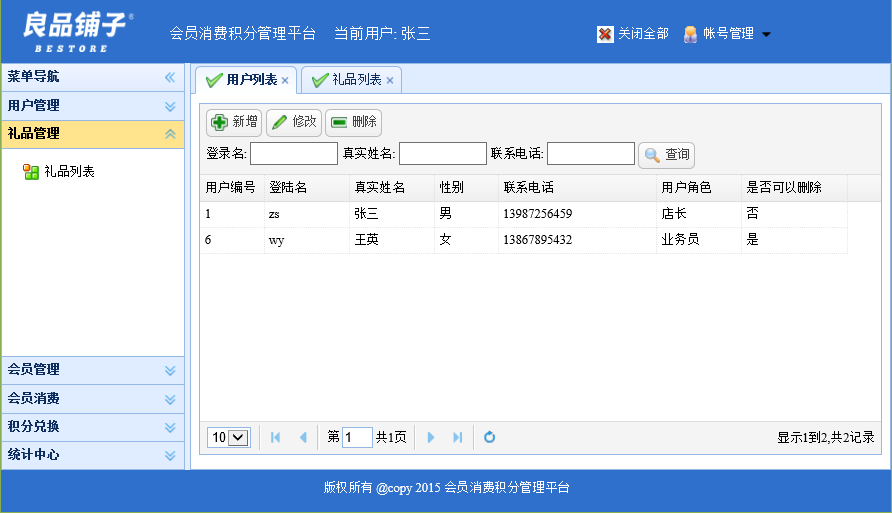 良品铺子®
BESTORE
会员消费积分管理平台 当前用户: 张三
关闭全部 帐号管理
菜单导航
用户管理
礼品管理
礼品列表
会员管理
会员消费
积分兑换
统计中心
用户列表 礼品列表
新增 修改 删除
登录名: 真实姓名: 联系电话: 查询
用户编号 登陆名 真实姓名 性别 联系电话 用户角色 是否可以删除
1 zs 张三 男 13987256459 店长 否
6 wy 王英 女 13867895432 业务员 是
10 第 1 共1页 显示1到2,共2记录
版权所有 @copy 2015 会员消费积分管理平台